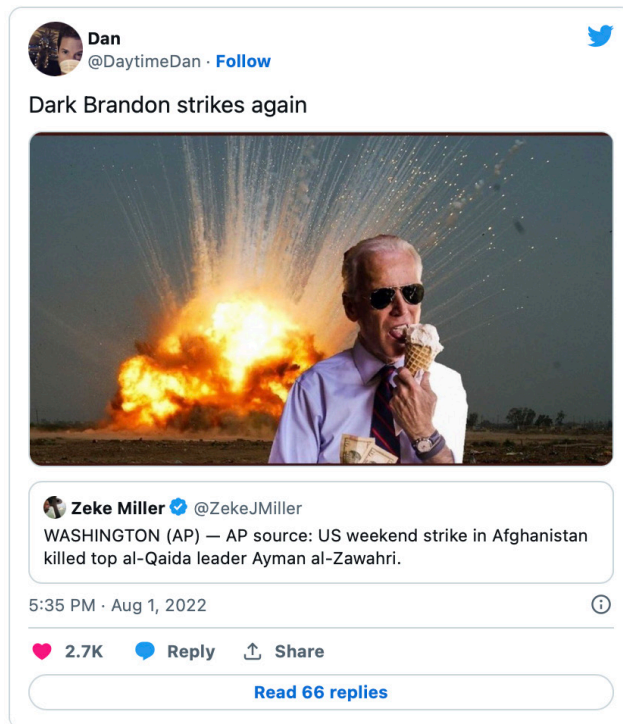 Dan
@DaytimeDan · Follow
Dark Brandon strikes again
Zeke Miller @ZekeJMiller
WASHINGTON (AP) — AP source: US weekend strike in Afghanistan
killed top al-Qaida leader Ayman al-Zawahri.
5:35 PM · Aug 1, 2022
2.7K Reply Share
Read 66 replies